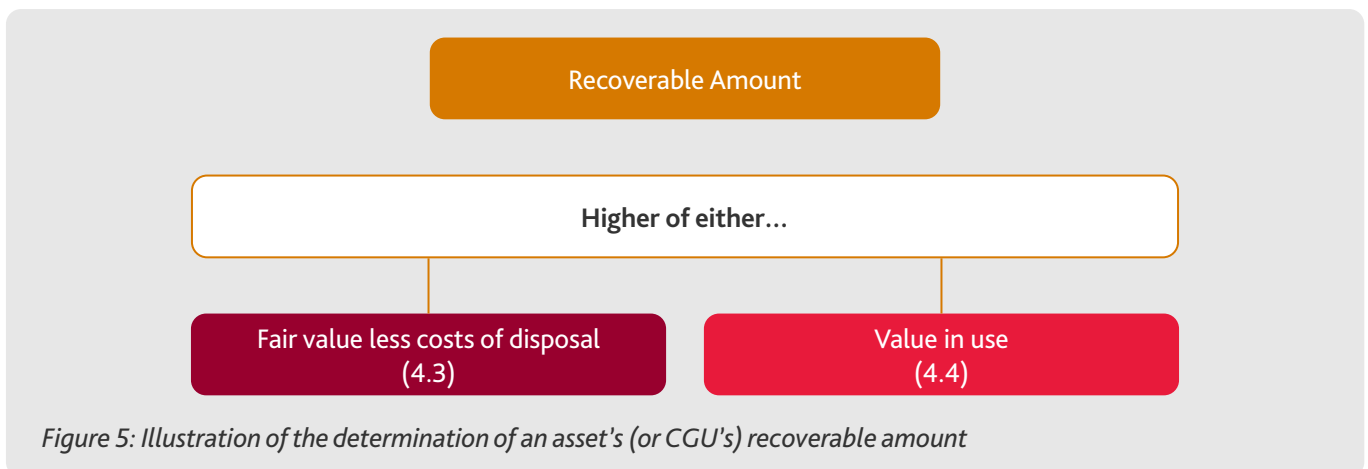 Recoverable Amount
Higher of either...
Fair value less costs of disposal
(4.3)
Value in use
(4.4)
Figure 5: Illustration of the determination of an asset’s (or CGU’s) recoverable amount